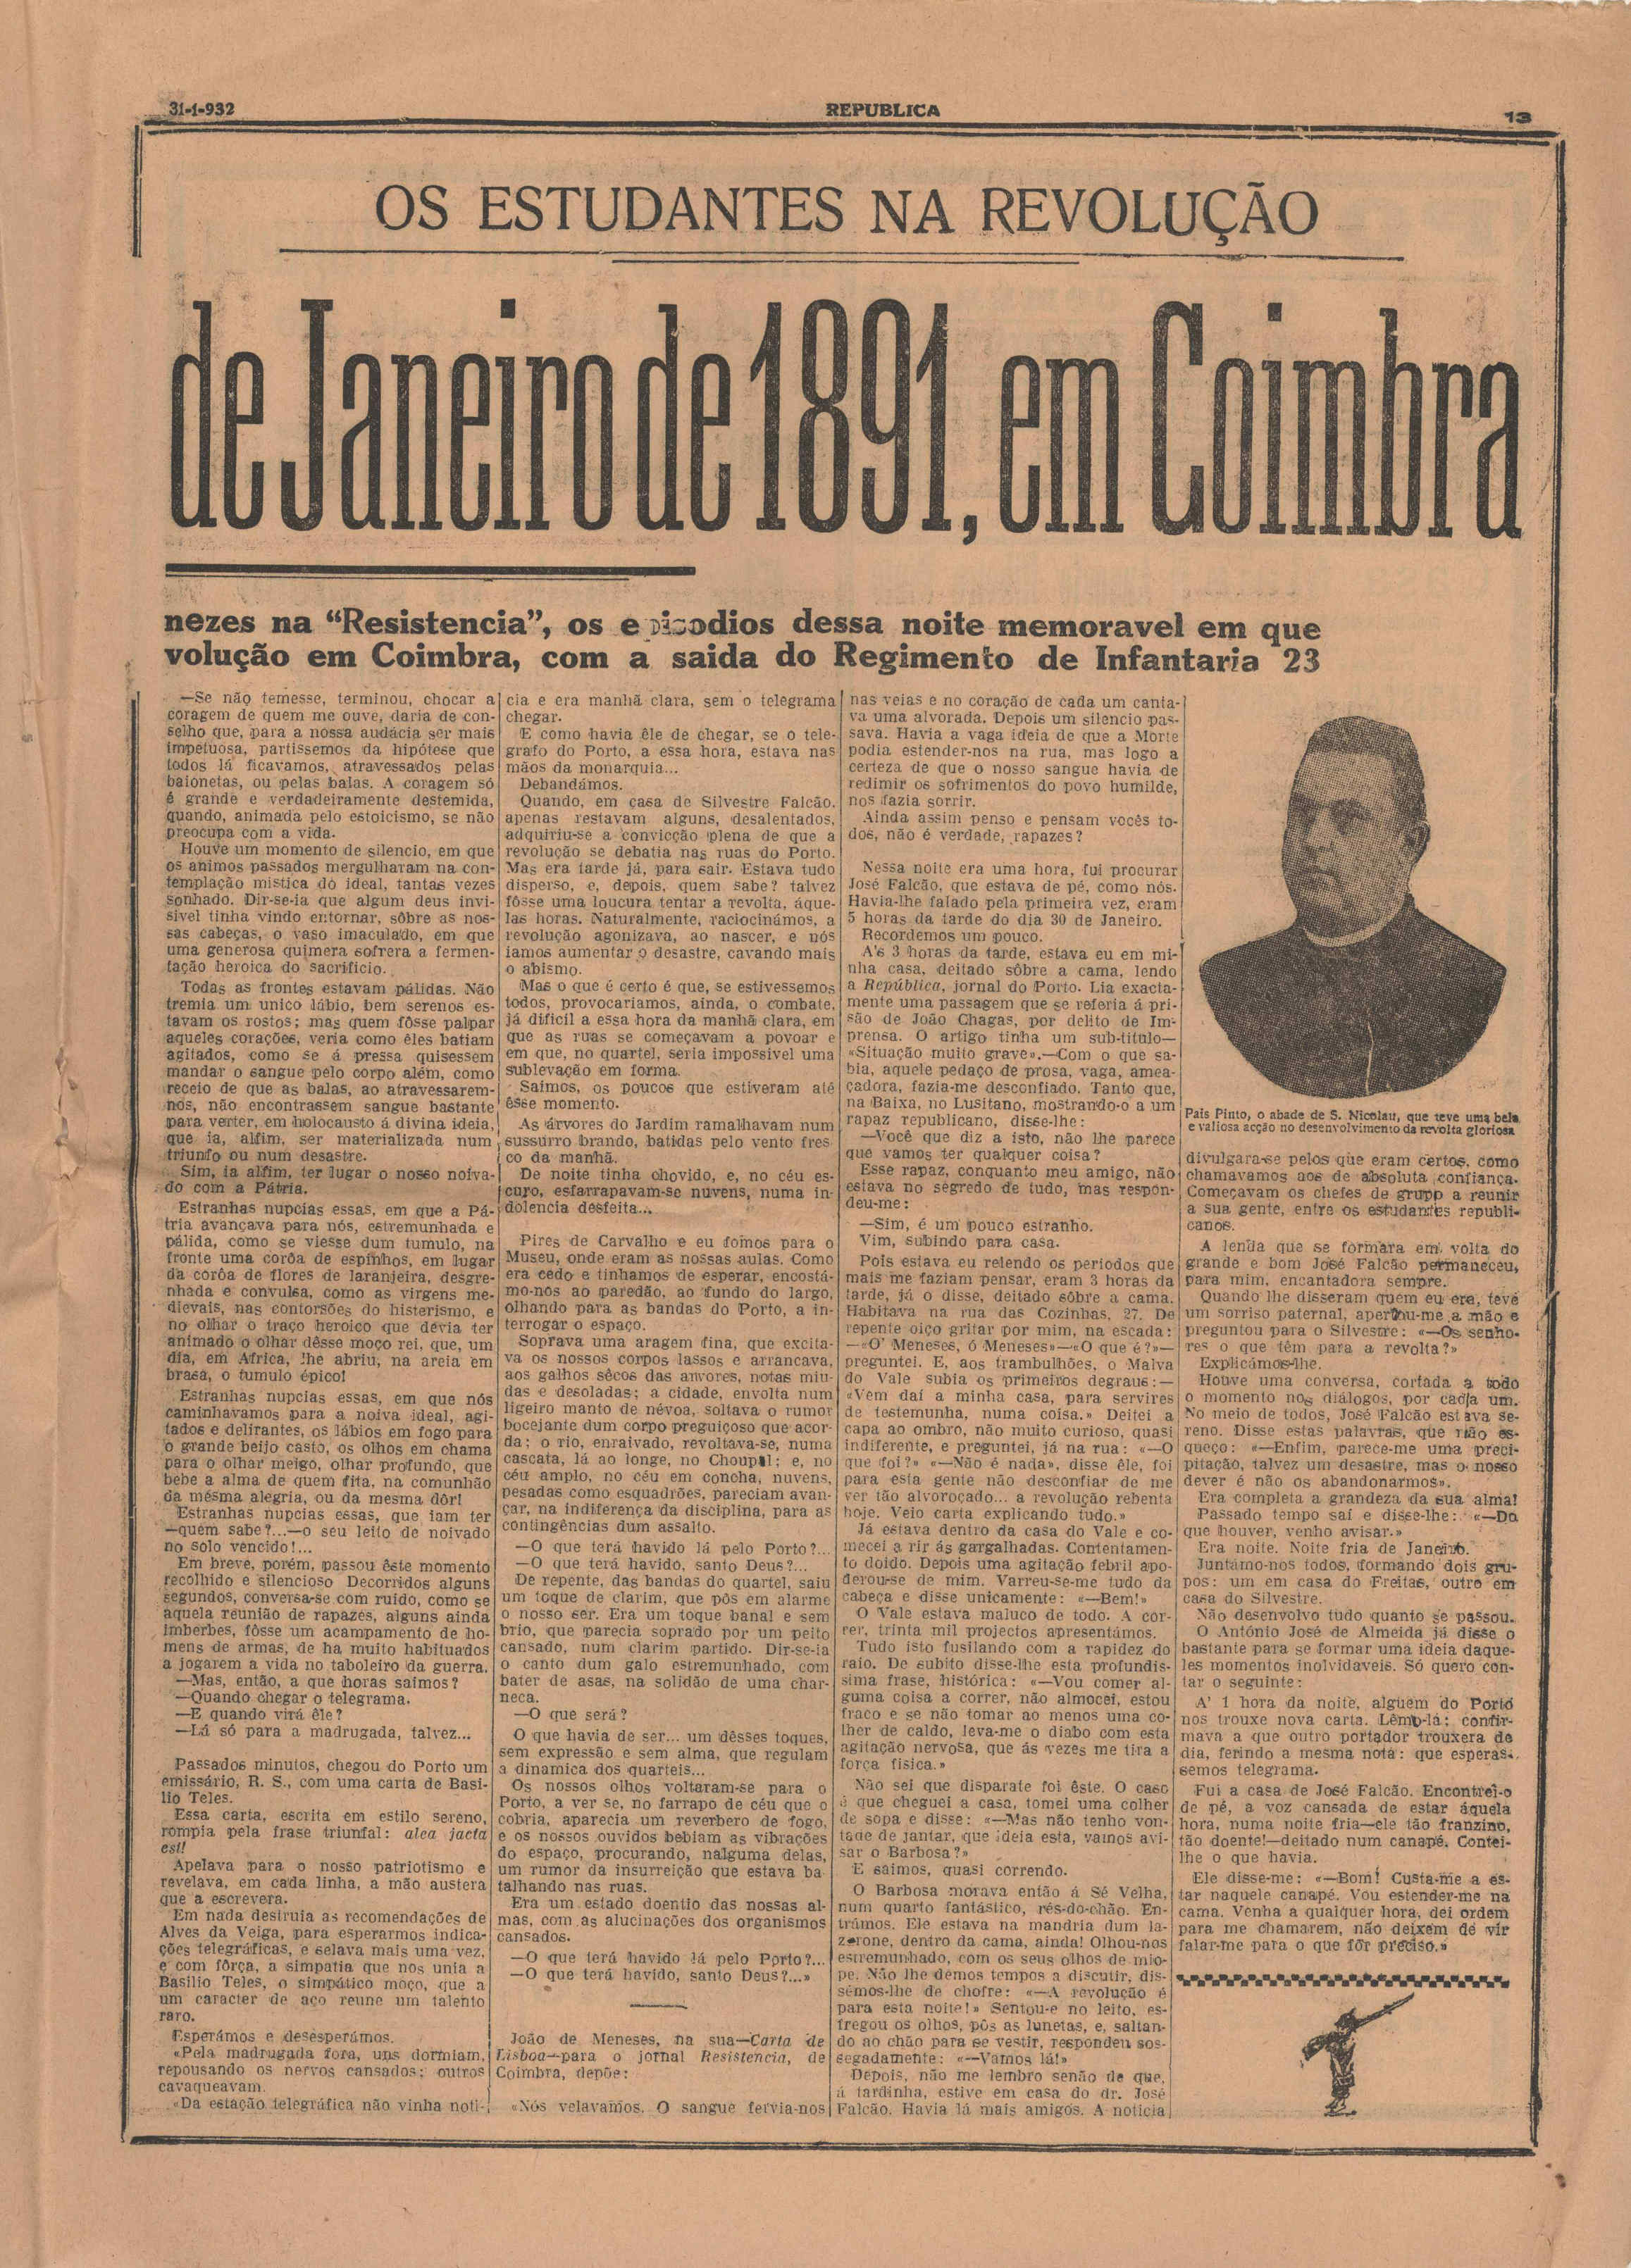 31-1-932
REPUBLICA
13
OS ESTUDANTES NA REVOLUÇÃO
de Janeiro de 1891, em Coimbra
nezes na “Resistencia”, os episodios dessa noite memoravel em que
volução em Coimbra, com a saida do Regimento de Infantaria 23
—Se não temesse, terminou, chocar a
coragem de quem me ouve, daria de con-
selho que, para a nossa audácia ser mais
impetuosa, partissemos da hipótese que
todos lá ficavamos, atravessados pelas
baionetas, ou pelas balas. A coragem só
é grande e verdadeiramente destemida,
quando, animada pelo estoicismo, se não
preocupa com a vida.
Houve um momento de silencio, em que
os animos passados mergulharam na con-
templação mistica do ideal, tantas vezes
sonhado. Dir-se-ia que algum deus invi-
sivel tinha vindo entornar, sôbre as nos-
sas cabeças, o vaso imaculado, em que
uma generosa quimera sofrera a fermen-
tação heroica do sacrificio.
Todas as frontes estavam pálidas. Não
tremia um unico lábio, bem serenos es-
tavam os rostos; mas quem fôsse palpar
aqueles corações, veria como êles batiam
agitados, como se á pressa quisessem
mandar o sangue pelo corpo além, como
receio de que as balas, ao atravessarem-
nos, não encontrassem sangue bastante
para verter, em holocausto á divina ideia,
que ia, alfim, ser materializada num
triunfo ou num desastre.
Sim, ia alfim, ter lugar o nosso noiva-
do com a Pátria.
Estranhas nupcias essas, em que a Pá-
tria avançava para nós, estremunhada e
pálida, como se viesse dum tumulo, na
fronte uma corôa de espinhos, em lugar
da corôa de flores de laranjeira, desgre-
nhada e convulsa, como as virgens me-
dievais, nas contorsões do histerismo, e
no olhar o traço heroico que devia ter
animado o olhar dêsse moço rei, que, um
dia, em Africa, lhe abriu, na areia em
brasa, o tumulo épico!
Estranhas nupcias essas, em que nós
caminhavamos para a noiva ideal, agi-
tados e delirantes, os lábios em fogo para
o grande beijo casto, os olhos em chama
para o olhar meigo, olhar profundo, que
bebe a alma de quem fita, na comunhão
da mesma alegria, ou da mesma dôr!
Estranhas nupcias essas, que iam ter
—quem sabe?...—o seu leito de noivado
no solo vencido!...
Em breve, porém, passou êste momento
recolhido e silencioso Decorridos alguns
segundos, conversa-se com ruído, como se
aquela reunião de rapazes, alguns ainda
imberbes, fôsse um acampamento de ho-
mens de armas, de ha muito habituados
a jogarem a vida no taboleiro da guerra.
—Mas, então, a que horas saimos?
—Quando chegar o telegrama.
—E quando virá êle?
—Lá só para a madrugada, talvez...
Passados minutos, chegou do Porto um
emissário, R. S., com uma carta de Basi-
lio Teles.
Essa carta, escrita em estilo sereno,
rompia pela frase triunfal: alea jacta
est!
Apelava para o nosso patriotismo e
revelava, em cada linha, a mão austera
que a escrevera.
Em nada destruia as recomendações de
Alves da Veiga, para esperarmos indica-
ções telegráficas, e selava mais uma vez,
e com fôrça, a simpatia que nos unia a
Basilio Teles, o simpático moço, que a
um caracter de aço reune um talento
raro.
Esperámos e desesperámos.
«Pela madrugada fora, uns dormiam,
repousando os nervos cansados; outros
cavaqueavam.
«Da estação telegráfica não vinha noti-
cia e era manhã clara, sem o telegrama
chegar.
E como havia êle de chegar, se o tele-
grafo do Porto, a essa hora, estava nas
mãos da monarquia...
Debandámos.
Quando, em casa de Silvestre Falcão,
apenas restavam alguns, desalentados,
adquiriu-se a convicção plena de que a
revolução se debatia nas ruas do Porto.
Mas era tarde já, para sair. Estava tudo
disperso, e, depois, quem sabe? talvez
fôsse uma loucura tentar a revolta, áque-
las horas. Naturalmente, raciocinámos, a
revolução agonizava, ao nascer, e nós
iamos aumentar o desastre, cavando mais
o abismo.
Mas o que é certo é que, se estivessemos
todos, provocariamos, ainda, o combate,
já dificil a essa hora da manhã clara, em
que as ruas se começavam a povoar e
em que, no quartel, seria impossivel uma
sublevação em forma.
Saímos, os poucos que estiveram até
êsse momento.
As árvores do Jardim ramalhavam num
sussurro brando, batidas pelo vento fres
co da manhã.
De noite tinha chovido, e, no céu es-
curo, esfarrapavam-se nuvens, numa in-
dolencia desfeita...
Pires de Carvalho e eu fomos para o
Museu, onde eram as nossas aulas. Como
era cedo e tinhamos de esperar, encostá-
mo-nos ao paredão, ao fundo do largo,
olhando para as bandas do Porto, a in-
terrogar o espaço.
Soprava uma aragem fina, que excita-
va os nossos corpos lassos e arrancava,
aos galhos sêcos das arvores, notas miu-
das e desoladas; a cidade, envolta num
ligeiro manto de névoa, soltava o rumor
bocejante dum corpo preguiçoso que acor-
da; o rio, enraivado, revoltava-se, numa
cascata, lá ao longe, no Choupal; e, no
céu amplo, no céu em concha, nuvens,
pesadas como esquadrões, pareciam avan-
çar, na indiferença da disciplina, para as
contingências dum assalto.
—O que terá havido lá pelo Porto?...
—O que terá havido, santo Deus?...
De repente, das bandas do quartel, saiu
um toque de clarim, que pôs em alarme
o nosso ser. Era um toque banal e sem
brio, que parecia soprado por um peito
cansado, num clarim partido. Dir-se-ia
o canto dum galo estremunhado, com
bater de asas, na solidão de uma char-
neca.
—O que será?
O que havia de ser... um dêsses toques,
sem expressão e sem alma, que regulam
a dinamica dos quarteis...
Os nossos olhos voltaram-se para o
Porto, a ver se, no farrapo de céu que o
cobria, aparecia um reverbero de fogo,
e os nossos ouvidos bebiam as vibrações
do espaço, procurando, nalguma delas,
um rumor da insurreição que estava ba
talhando nas ruas.
Era um estado doentio das nossas al-
mas, com as alucinações dos organismos
cansados.
—O que terá havido lá pelo Porto?...
—O que terá havido, santo Deus?...»
João de Meneses, na sua—Carta de
Lisboa—para o jornal Resistencia, de
Coimbra, depõe:
«Nós velavamos. O sangue fervia-nos
nas veias e no coração de cada um canta-
va uma alvorada. Depois um silencio pas-
sava. Havia a vaga ideia de que a Morte
podia estender-nos na rua, mas logo a
certeza de que o nosso sangue havia de
redimir os sofrimentos do povo humilde,
nos fazia sorrir.
Ainda assim penso e pensam vocês to-
dos, não é verdade, rapazes?
Nessa noite era uma hora, fui procurar
José Falcão, que estava de pé, como nós.
Havia-lhe falado pela primeira vez, eram
5 horas da tarde do dia 30 de Janeiro.
Recordemos um pouco.
A's 3 horas da tarde, estava eu em mi-
nha casa, deitado sôbre a cama, lendo
a República, jornal do Porto. Lia exacta-
mente uma passagem que se referia á pri-
são de João Chagas, por delito de Im-
prensa. O artigo tinha um sub-titulo—
«Situação muito grave».—Com o que sa-
bia, aquele pedaço de prosa, vaga, amea-
çadora, fazia-me desconfiado. Tanto que,
na Baixa, no Lusitano, mostrando-o a um
rapaz republicano, disse-lhe:
—Você que diz a isto, não lhe parece
que vamos ter qualquer coisa?
Esse rapaz, conquanto meu amigo, não
estava no segredo de tudo, mas respon-
deu-me:
—Sim, é um pouco estranho.
Vim, subindo para casa.
Pois estava eu relendo os periodos que
mais me faziam pensar, eram 3 horas da
tarde, já o disse, deitado sôbre a cama.
Habitava na rua das Cozinhas, 27. De
repente oiço gritar por mim, na escada:
—«O' Meneses, ó Meneses»—«O que é?»—
preguntei. E, aos trambulhões, o Malva
do Vale subia os primeiros degraus:—
«Vem daí a minha casa, para servires
de testemunha, numa coisa.» Deitei a
capa ao ombro, não muito curioso, quasi
indiferente, e preguntei, já na rua: «—O
que foi?» «—Não é nada», disse êle, foi
para esta gente não desconfiar de me
ver tão alvoroçado... a revolução rebenta
hoje. Veio carta explicando tudo.»
Já estava dentro da casa do Vale e co-
mecei a rir ás gargalhadas. Contentamen-
to doido. Depois uma agitação febril apo-
derou-se de mim. Varreu-se-me tudo da
cabeça e disse unicamente: «—Bem!»
O Vale estava maluco de todo. A cor-
rer, trinta mil projectos apresentámos.
Tudo isto fusilando com a rapidez do
raio. De subito disse-lhe esta profundis-
sima frase, histórica: «—Vou comer al-
guma coisa a correr, não almocei, estou
fraco e se não tomar ao menos uma co-
lher de caldo, leva-me o diabo com esta
agitação nervosa, que ás vezes me tira a
força fisica.»
Não sei que disparate foi êste. O caso
é que cheguei a casa, tomei uma colher
de sopa e disse: «—Mas não tenho von-
tade de jantar, que ideia esta, vamos avi-
sar o Barbosa?»
E saimos, quasi correndo.
O Barbosa morava então á Sé Velha,
num quarto fantástico, rés-do-chão. En-
trámos. Ele estava na mandria dum la-
zarone, dentro da cama, ainda! Olhou-nos
estremunhado, com os seus olhos de mio-
pe. Não lhe démos tempos a discutir, dis-
sémos-lhe de chofre: «—A revolução é
para esta noite!» Sentou-e no leito, es-
fregou os olhos, pôs as lunetas, e, saltan-
do ao chão para se vestir, respondeu sos-
segadamente: «—Vamos lá!»
Depois, não me lembro senão de que,
á tardinha, estive em casa do dr. José
Falcão. Havia lá mais amigos. A noticia
Pais Pinto, o abade de S. Nicolau, que teve uma bela
e valiosa acção no desenvolvimento da revolta gloriosa
divulgara-se pelos que eram certos, como
chamavamos aos de absoluta confiança.
Começavam os chefes de grupo a reunir
a sua gente, entre os estudantes republi-
canos.
A lenda que se formara em volta do
grande e bom José Falcão permaneceu,
para mim, encantadora sempre.
Quando lhe disseram quem eu era, teve
um sorriso paternal, apertou-me a mão e
preguntou para o Silvestre: «—Os senho-
res o que têm para a revolta?»
Explicámos-lhe.
Houve uma conversa, cortada a todo
o momento nos diálogos, por cada um.
No meio de todos, José Falcão estava se-
reno. Disse estas palavras, que não es-
queço: «—Enfim, parece-me uma preci-
pitação, talvez um desastre, mas o nosso
dever é não os abandonarmos».
Era completa a grandeza da sua alma!
Passado tempo saí e disse-lhe: «—Do
que houver, venho avisar.»
Era noite. Noite fria de Janeiro.
Juntámo-nos todos, formando dois gru-
pos: um em casa do Freitas, outro em
casa do Silvestre.
Não desenvolvo tudo quanto se passou.
O António José de Almeida já disse o
bastante para se formar uma ideia daque-
les momentos inolvidaveis. Só quero con-
tar o seguinte:
A' 1 hora da noite, alguem do Porto
nos trouxe nova carta. Lêmo-la: confir-
mava a que outro portador trouxera de
dia, ferindo a mesma nota: que esperas-
semos telegrama.
Fui a casa de José Falcão. Encontrei-o
de pé, a voz cansada de estar áquela
hora, numa noite fria—ele tão franzino,
tão doente!—deitado num canapé. Contei-
lhe o que havia.
Ele disse-me: «—Bom! Custa-me a es-
tar naquele canapé. Vou estender-me na
cama. Venha a qualquer hora, dei ordem
para me chamarem, não deixem de vir
falar-me para o que fôr preciso.»